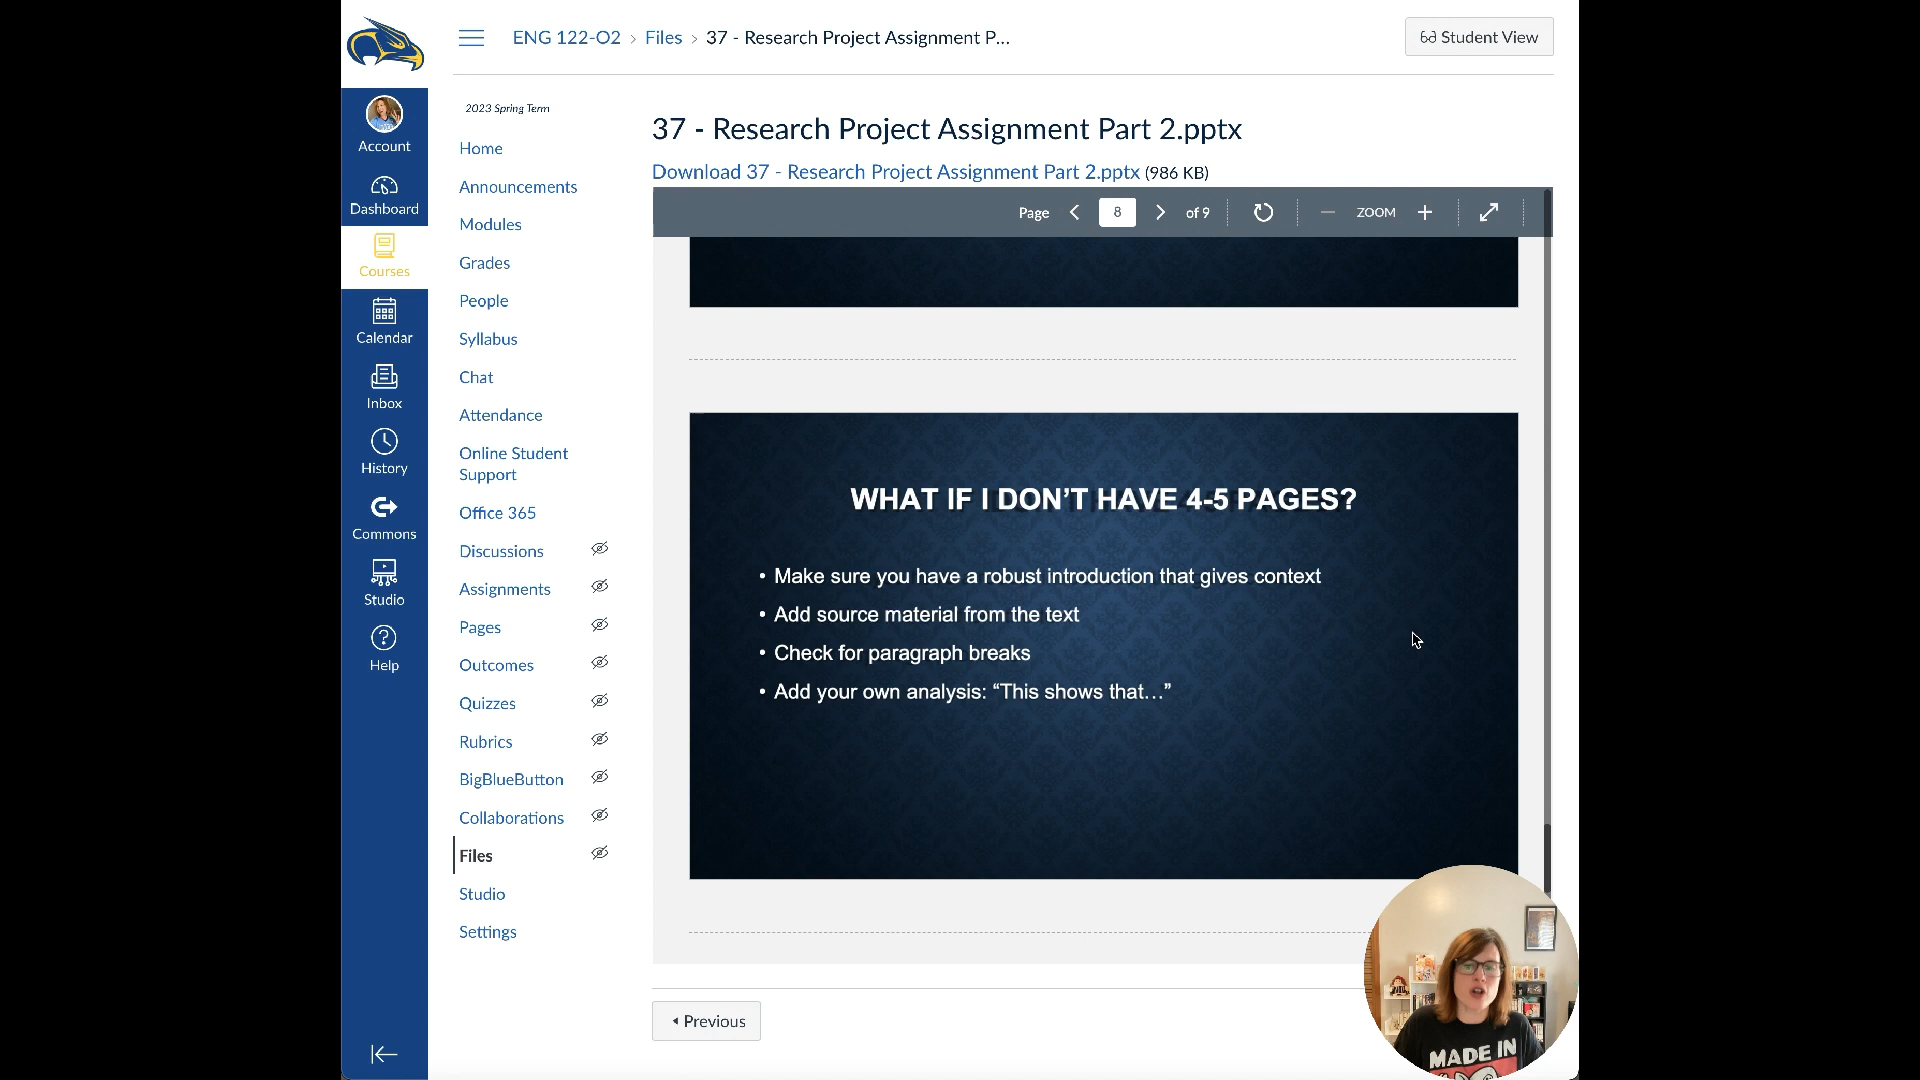 ENG 122-O2 > Files > 37 - Research Project Assignment P...
Student View
Account
Dashboard
Courses
Calendar
Inbox
History
Commons
Studio
Help
2023 Spring Term
Home
Announcements
Modules
Grades
People
Syllabus
Chat
Attendance
Online Student
Support
Office 365
Discussions
Assignments
Pages
Outcomes
Quizzes
Rubrics
BigBlueButton
Collaborations
Files
Studio
Settings
37 - Research Project Assignment Part 2.pptx
Download 37 - Research Project Assignment Part 2.pptx (986 KB)
Page 8 of 9 ZOOM
WHAT IF I DON'T HAVE 4-5 PAGES?
• Make sure you have a robust introduction that gives context
• Add source material from the text
• Check for paragraph breaks
• Add your own analysis: “This shows that…”
Previous
MADE IN